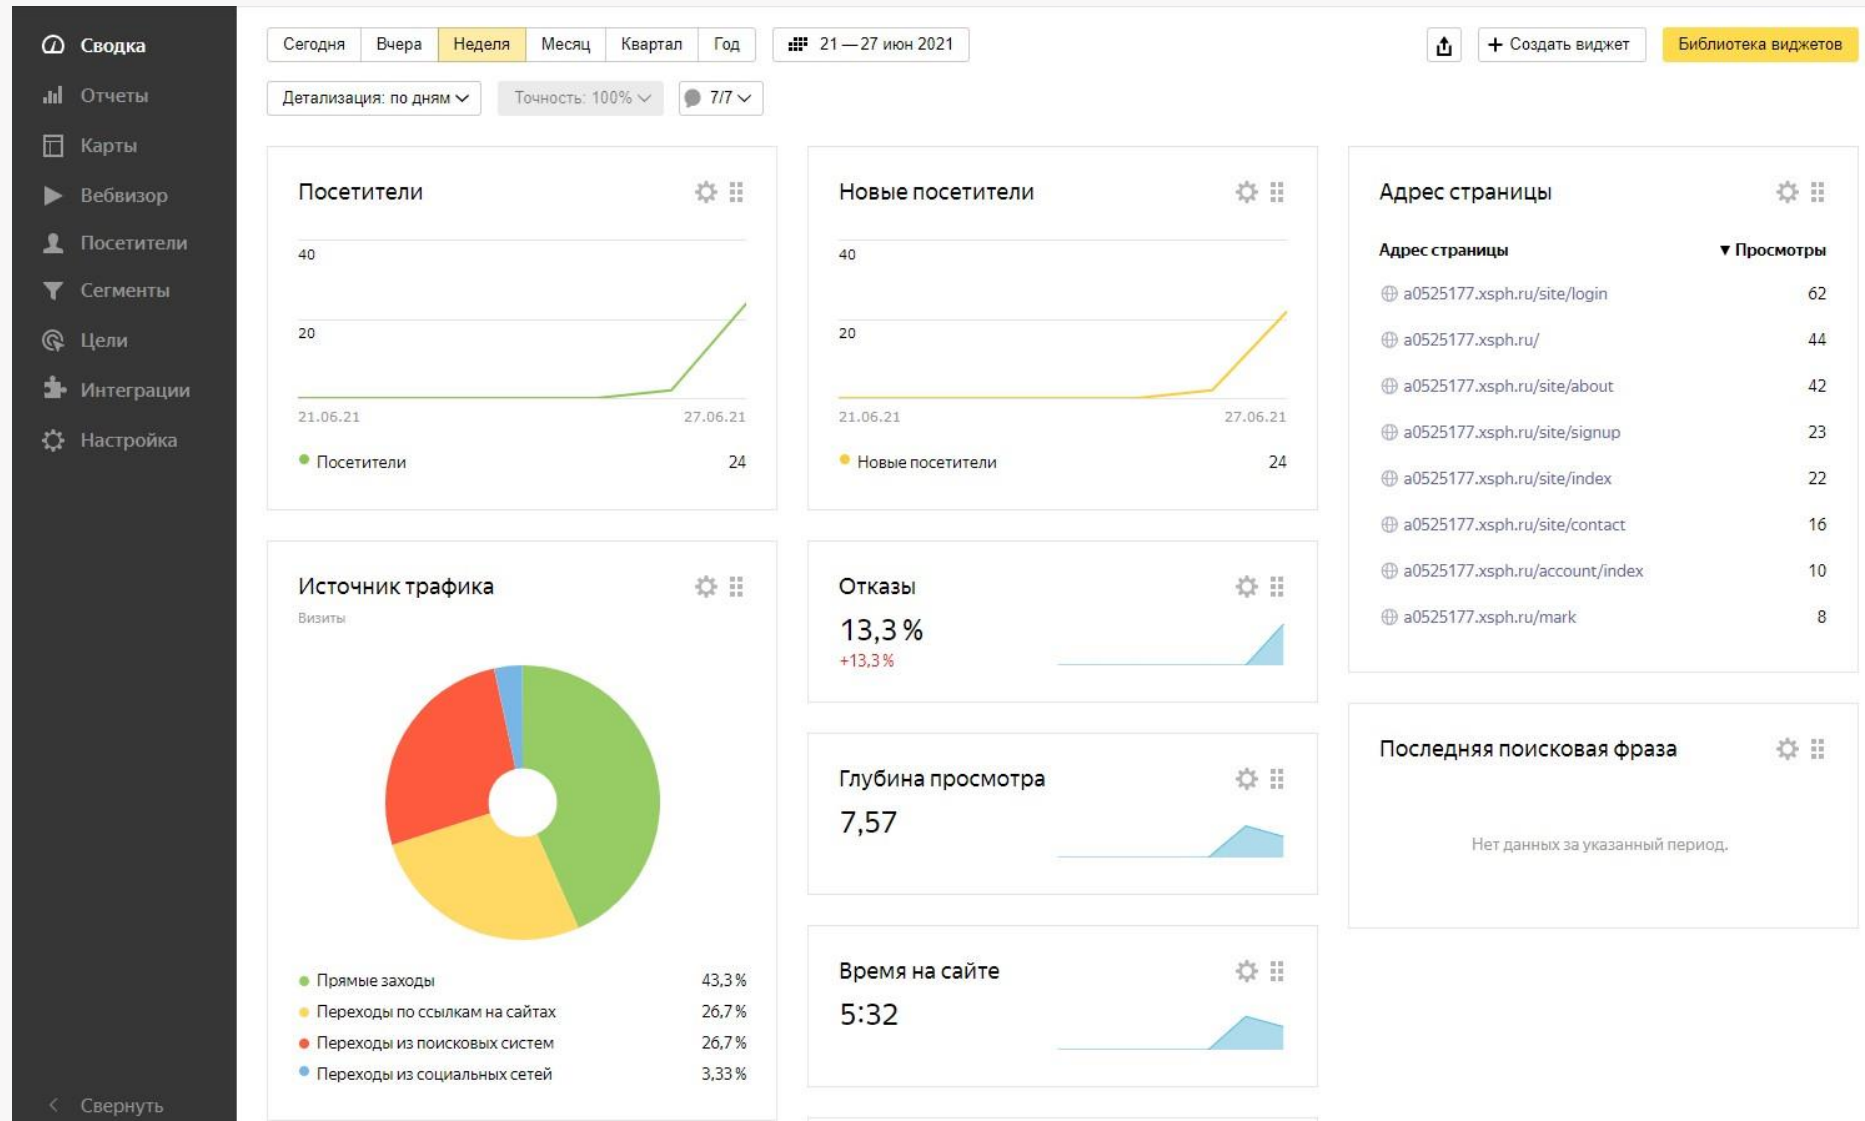 Сводка
Отчеты
Карты
Вебвизор
Посетители
Сегменты
Цели
Интеграции
Настройка
Свернуть
Сегодня Вчера Неделя Месяц Квартал Год 21 — 27 июн 2021
+ Создать виджет Библиотека виджетов
Детализация: по дням Точность: 100% 7/7
Посетители
40
20
21.06.21 27.06.21
Посетители 24
Новые посетители
40
20
21.06.21 27.06.21
Новые посетители 24
Адрес страницы
Адрес страницы ▼ Просмотры
a0525177.xsph.ru/site/login 62
a0525177.xsph.ru/ 44
a0525177.xsph.ru/site/about 42
a0525177.xsph.ru/site/signup 23
a0525177.xsph.ru/site/index 22
a0525177.xsph.ru/site/contact 16
a0525177.xsph.ru/account/index 10
a0525177.xsph.ru/mark 8
Источник трафика
Визиты
Прямые заходы 43,3 %
Переходы по ссылкам на сайтах 26,7 %
Переходы из поисковых систем 26,7 %
Переходы из социальных сетей 3,33 %
Отказы
13,3 %
+13,3 %
Глубина просмотра
7,57
Время на сайте
5:32
Последняя поисковая фраза
Нет данных за указанный период.